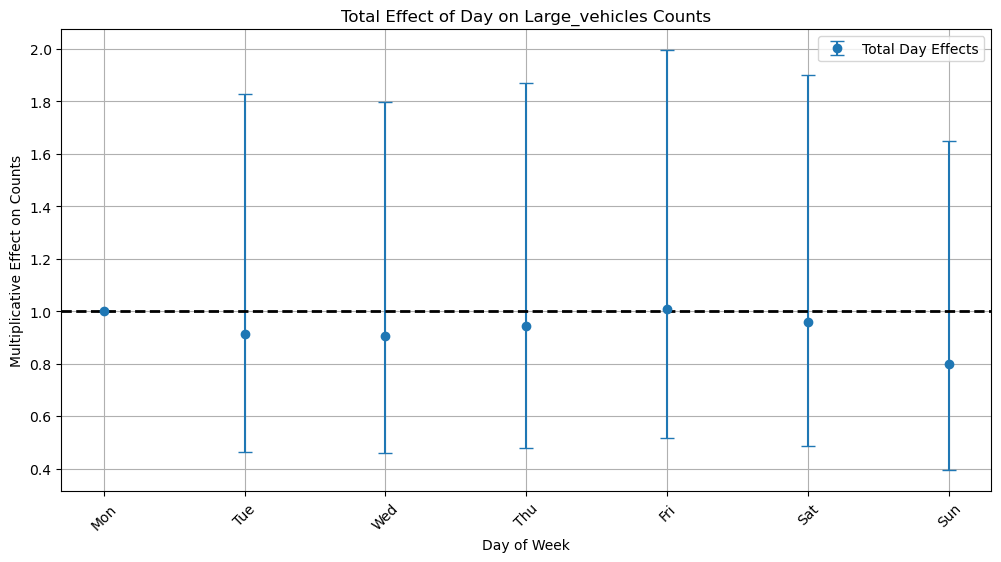 Total Effect of Day on Large_vehicles Counts
Total Day Effects
Multiplicative Effect on Counts
2.0
1.8
1.6
1.4
1.2
1.0
0.8
0.6
0.4
Mon
Tue
Wed
Thu
Fri
Sat
Sun
Day of Week